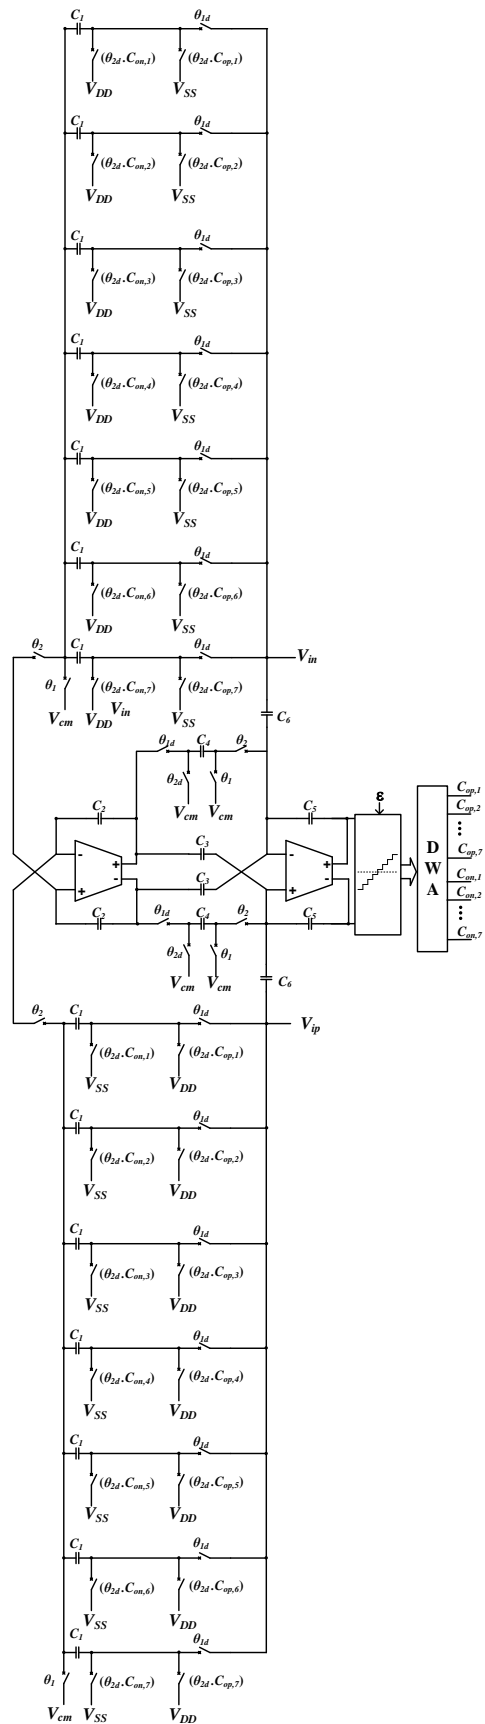 C1 θ1d
(θ2d.Con,1) (θ2d.Cop,1)
VDD VSS
C1 θ1d
(θ2d.Con,2) (θ2d.Cop,2)
VDD VSS
C1 θ1d
(θ2d.Con,3) (θ2d.Cop,3)
VDD VSS
C1 θ1d
(θ2d.Con,4) (θ2d.Cop,4)
VDD VSS
C1 θ1d
(θ2d.Con,5) (θ2d.Cop,5)
VDD VSS
C1 θ1d
(θ2d.Con,6) (θ2d.Cop,6)
VDD VSS
θ2 C1 θ1d Vin
θ1 (θ2d.Con,7) (θ2d.Cop,7)
Vcm VDD Vin VSS
C6
θ1d C4 θ2
θ2d θ1
Vcm Vcm
C2 C5 ε
Cop,1
Cop,2
Cop,7
Con,1
Con,2
Con,7
D
W
A
- + C3 - +
+ - C3 + -
C2 θ1d C4 θ2 C5
θ2d θ1
Vcm Vcm
C6
θ2 C1 θ1d Vip
(θ2d.Con,1) (θ2d.Cop,1)
VSS VDD
C1 θ1d
(θ2d.Con,2) (θ2d.Cop,2)
VSS VDD
C1 θ1d
(θ2d.Con,3) (θ2d.Cop,3)
VSS VDD
C1 θ1d
(θ2d.Con,4) (θ2d.Cop,4)
VSS VDD
C1 θ1d
(θ2d.Con,5) (θ2d.Cop,5)
VSS VDD
C1 θ1d
(θ2d.Con,6) (θ2d.Cop,6)
VSS VDD
C1 θ1d
θ1 (θ2d.Con,7) (θ2d.Cop,7)
Vcm VSS VDD